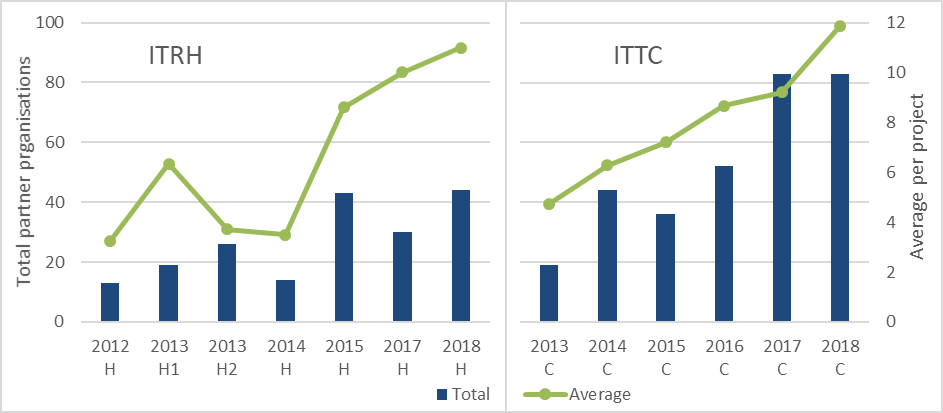 ITRH
ITTC
Total partner prganisations
100
80
60
40
20
0
2012 H
2013 H1
2013 H2
2014 H
2015 H
2017 H
2018 H
2013 C
2014 C
2015 C
2016 C
2017 C
2018 C
12
10
8
6
4
2
0
Average per project
Total
Average